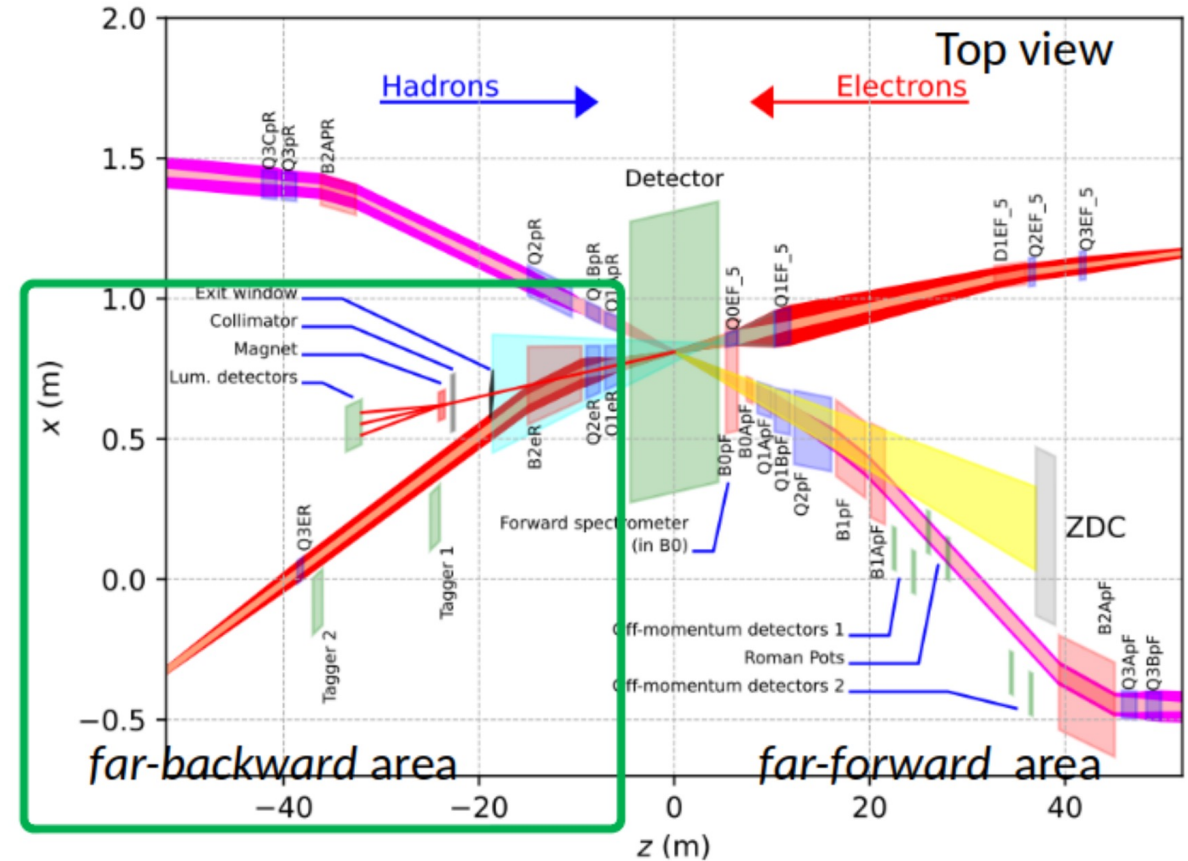 Top view
Hadrons
Electrons
2.0
1.5
1.0
0.5
0.0
−0.5
x (m)
Q3CpR
Q3pR
B2APR
Detector
Q2pR
D1EF_5
Q2EF_5
Q3EF_5
Q0EF_5
Q1EF_5
Exit window
Collimator
Magnet
Lum. detectors
B2eR
Q2eR
Q1eR
Q3ER
Tagger 1
Tagger 2
Forward spectrometer
(in B0)
B0pF
B0ApF
Q1ApF
Q1BpF
Q2pF
B1pF
B1ApF
ZDC
B2ApF
Q3ApF
Q3BpF
Off-momentum detectors 1
Roman Pots
Off-momentum detectors 2
far-backward area
far-forward area
−40
−20
0
20
40
z (m)